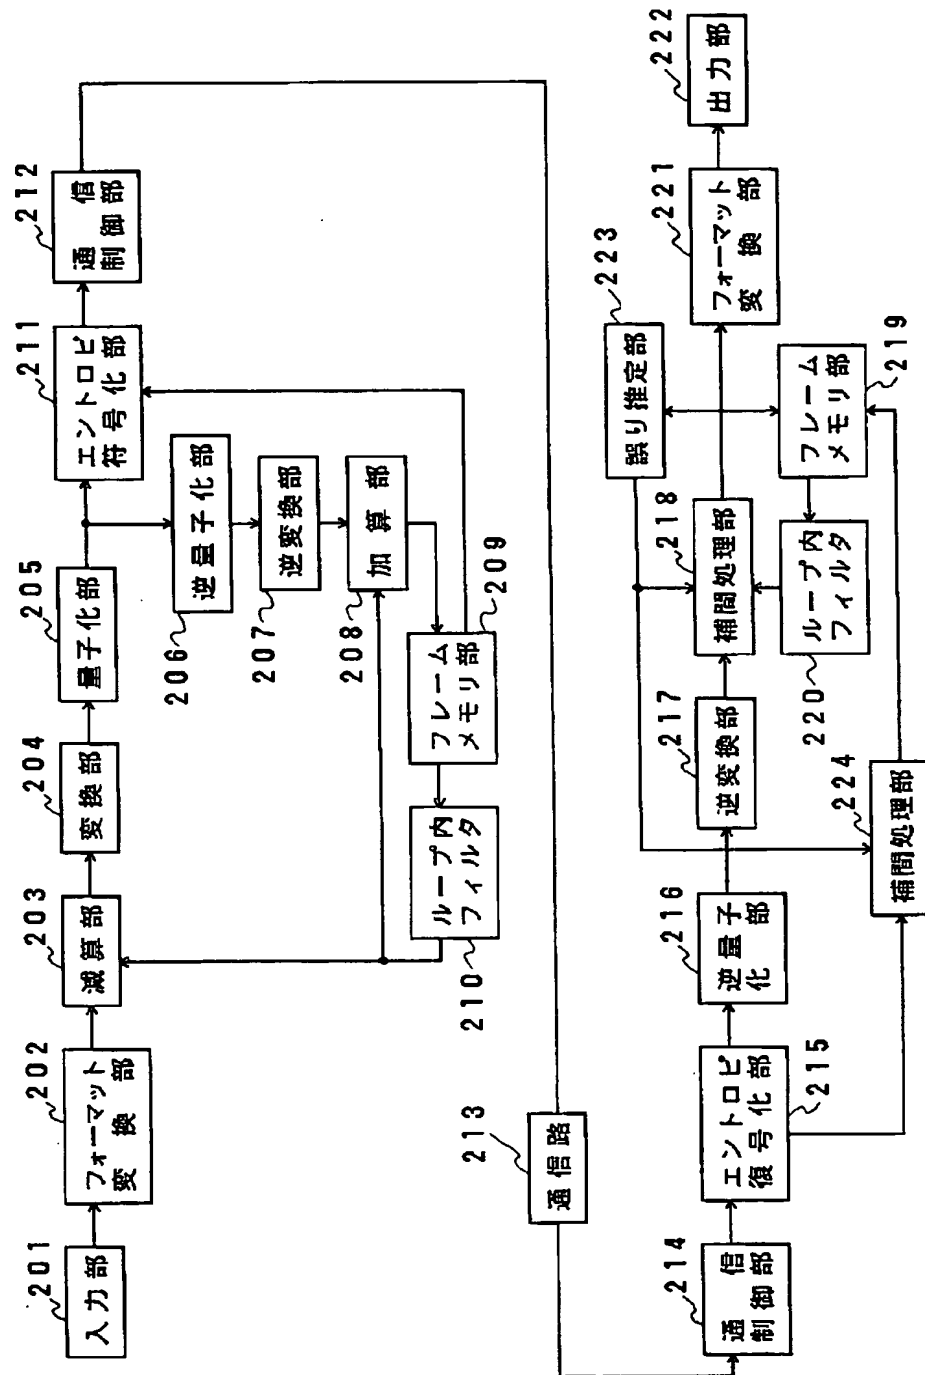 201
入力部
202
フォーマット
変換部
203
減算部
204
変換部
205
量子化部
211
エントロピ
符号化部
212
通信
制御部
206
逆量子化部
207
逆変換部
208
加算部
209
フレーム
メモリ部
210
ループ内
フィルタ
213
通信路
214
通信
制御部
215
エントロピ
復号化部
216
逆量子
化部
217
逆変換部
218
補間処理部
223
誤り推定部
221
フォーマット
変換部
222
出力部
219
フレーム
メモリ部
220
ループ内
フィルタ
224
補間処理部